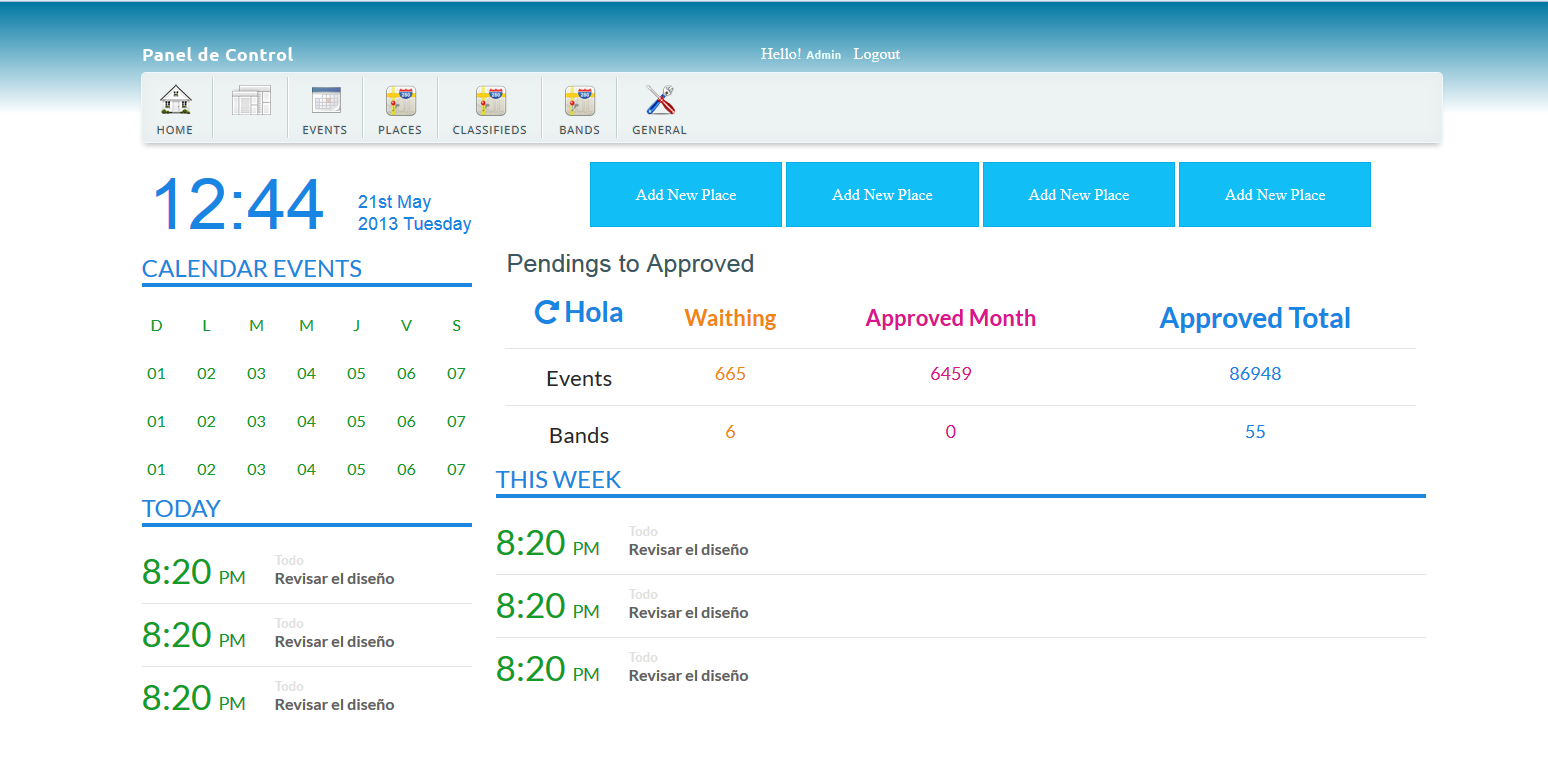 Panel de Control
Hello! Admin Logout
HOME EVENTS PLACES CLASSIFIEDS BANDS GENERAL
12:44
21st May
2013 Tuesday
Add New Place Add New Place Add New Place Add New Place
CALENDAR EVENTS
D L M M J V S
01 02 03 04 05 06 07
01 02 03 04 05 06 07
01 02 03 04 05 06 07
TODAY
8:20 PM
Todo
Revisar el diseño
8:20 PM
Todo
Revisar el diseño
8:20 PM
Todo
Revisar el diseño
Pendings to Approved
Hola Waithing Approved Month Approved Total
Events 665 6459 86948
Bands 6 0 55
THIS WEEK
8:20 PM
Todo
Revisar el diseño
8:20 PM
Todo
Revisar el diseño
8:20 PM
Todo
Revisar el diseño